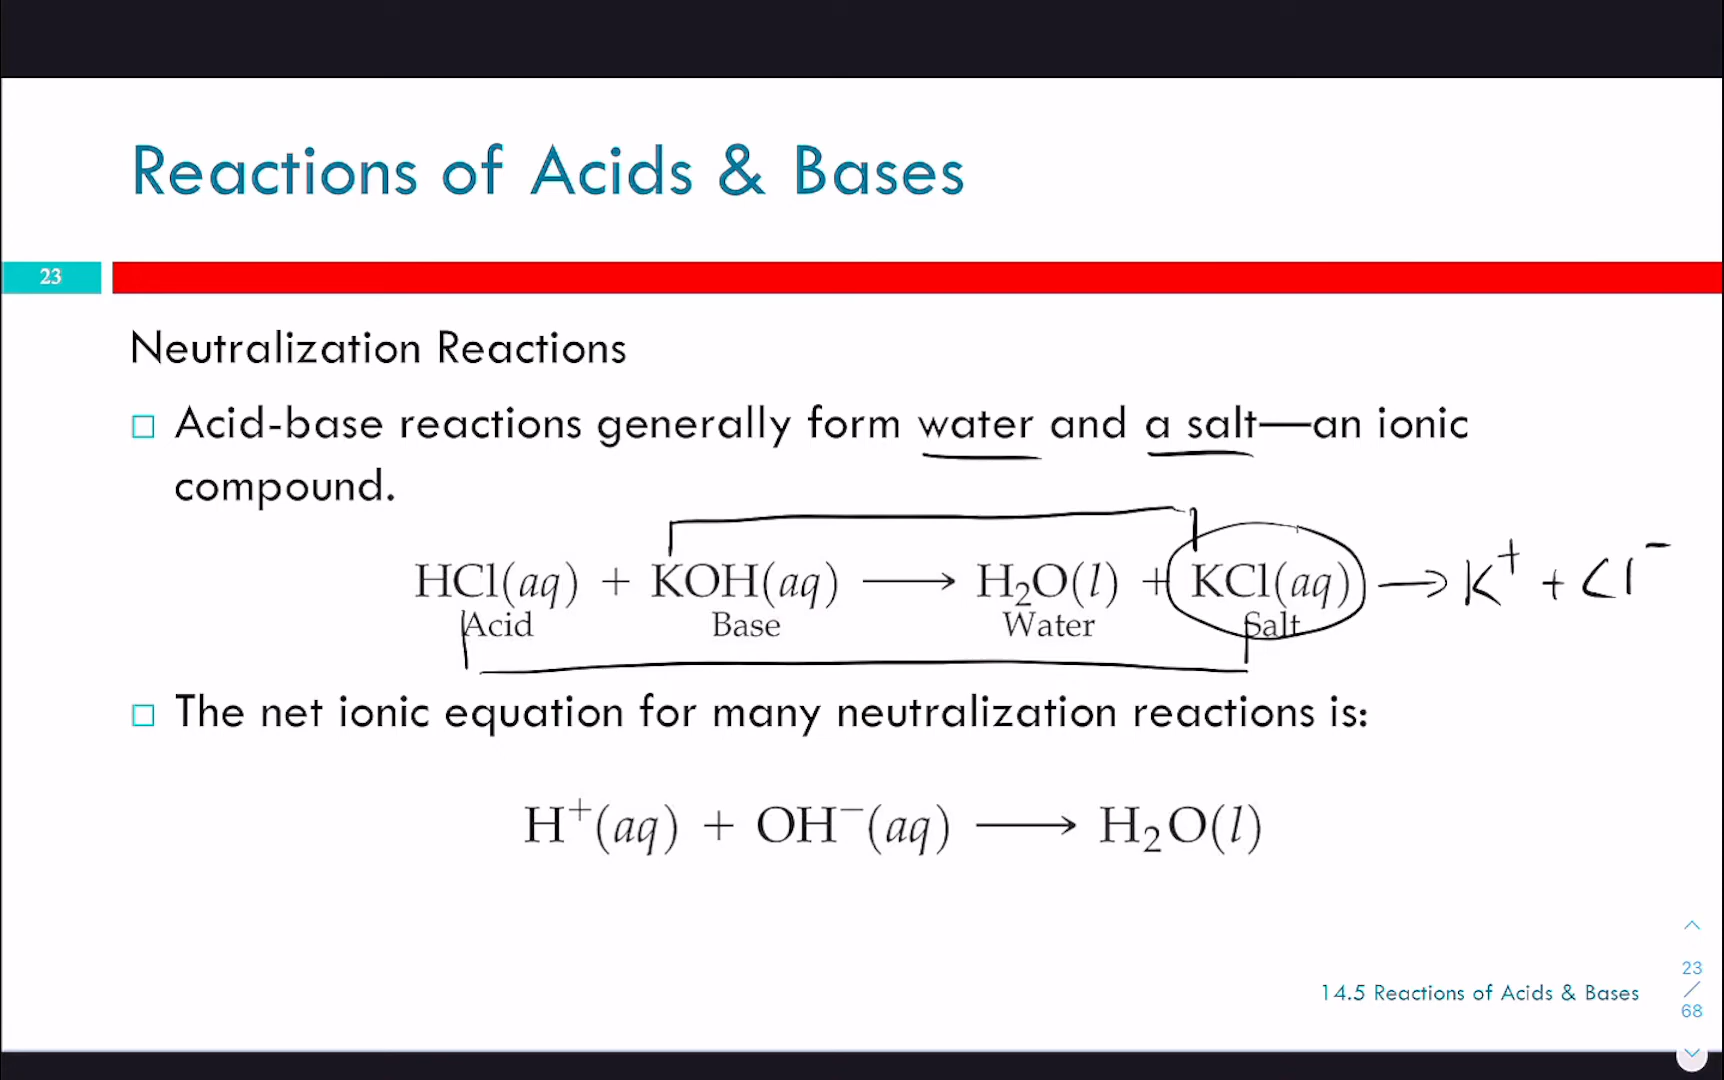 Reactions of Acids & Bases
23
Neutralization Reactions
Acid-base reactions generally form water and a salt—an ionic
compound.
HCl(aq) + KOH(aq) ⟶ H₂O(l) + KCl(aq) → K⁺ + Cl⁻
Acid Base Water Salt
The net ionic equation for many neutralization reactions is:
H⁺(aq) + OH⁻(aq) ⟶ H₂O(l)
14.5 Reactions of Acids & Bases
23
/
68